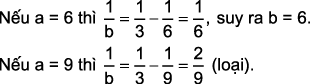 Nếu a = 6 thì 1/b = 1/3 - 1/6 = 1/6, suy ra b = 6.
Nếu a = 9 thì 1/b = 1/3 - 1/9 = 2/9 (loại).